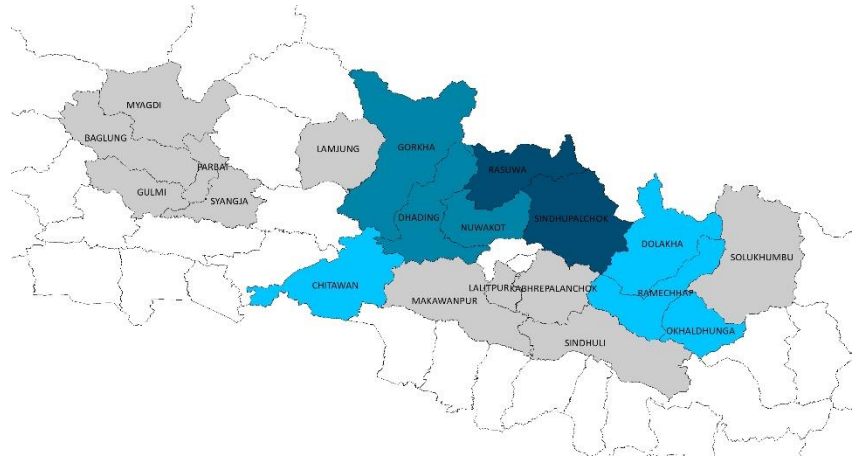 MYAGDI
BAGLUNG
PARBAT
GULMI
SYANGJA
LAMJUNG
GORKHA
RASUWA
DHADING
NUWAKOT
SINDHUPALCHOK
DOLAKHA
SOLUKHUMBU
CHITAWAN
LALITPUR
KABHREPALANCHOK
MAKAWANPUR
RAMECHHAP
OKHALDHUNGA
SINDHULI